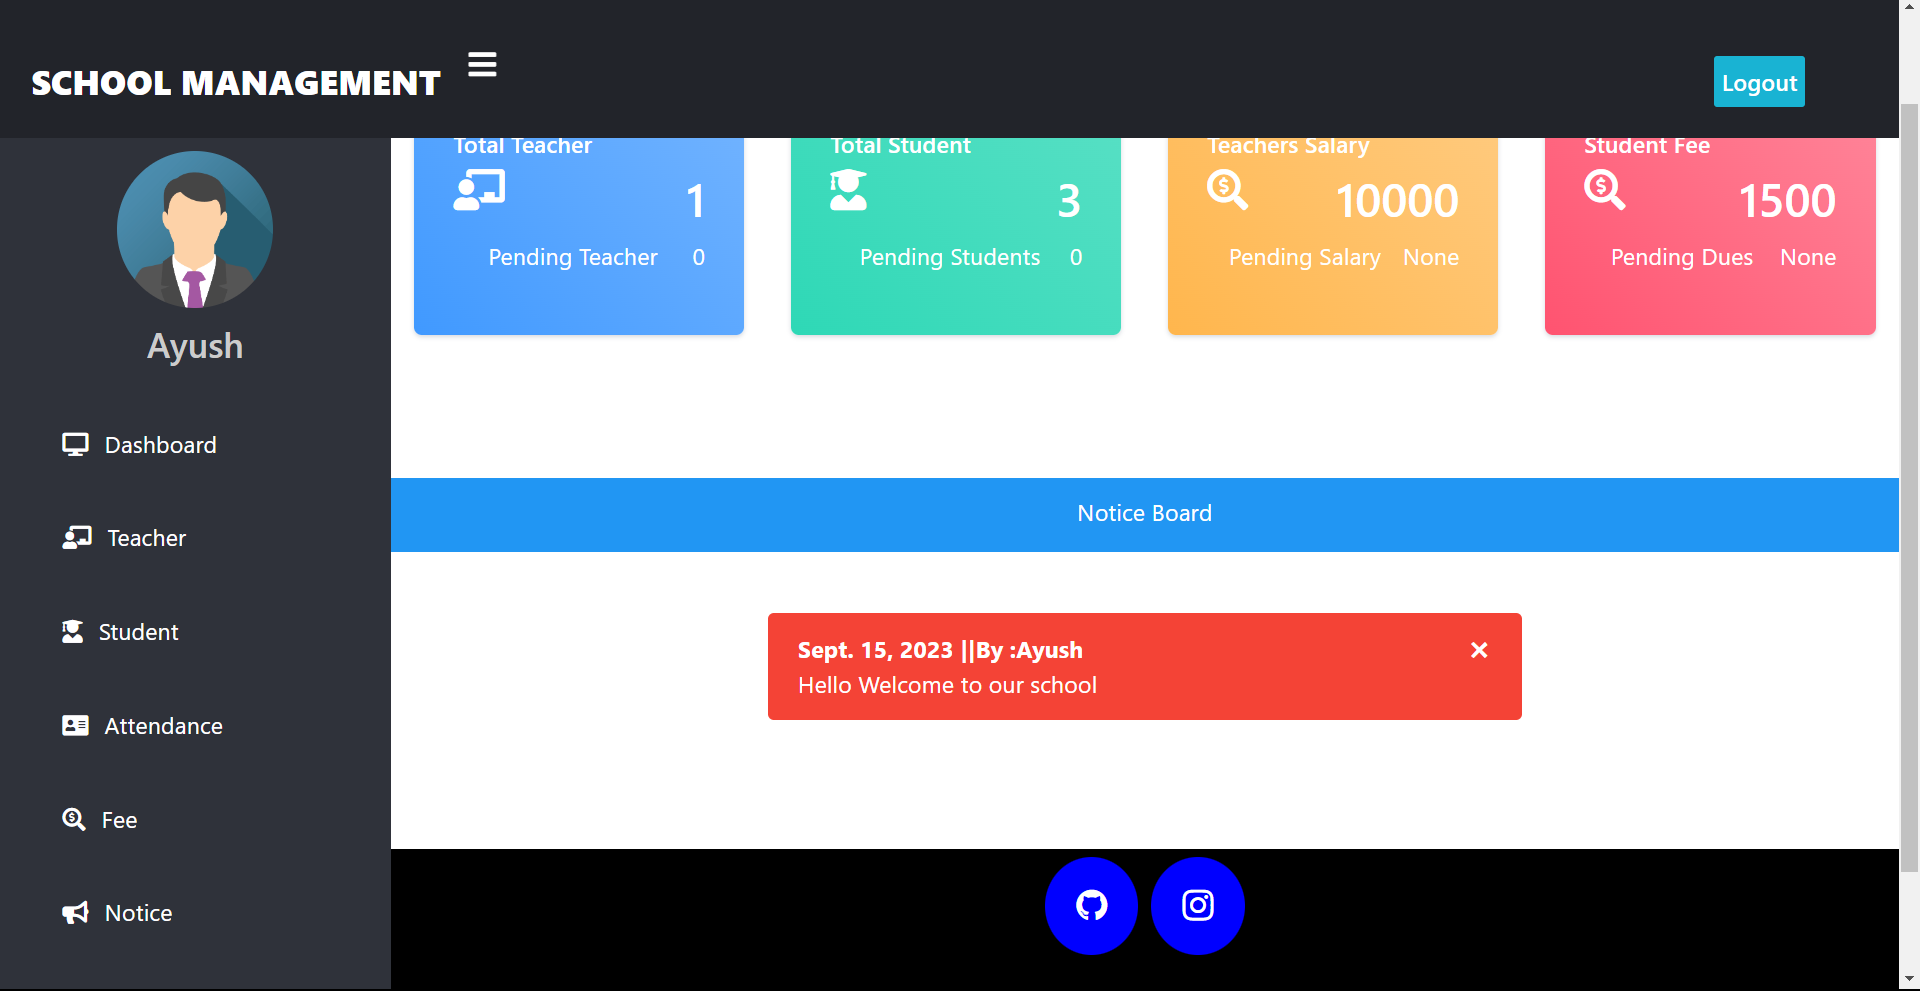 SCHOOL MANAGEMENT
Logout
Ayush
Dashboard
Teacher
Student
Attendance
Fee
Notice
Total Teacher
1
Pending Teacher 0
Total Student
3
Pending Students 0
Teachers Salary
10000
Pending Salary None
Student Fee
1500
Pending Dues None
Notice Board
Sept. 15, 2023 ||By :Ayush
Hello Welcome to our school